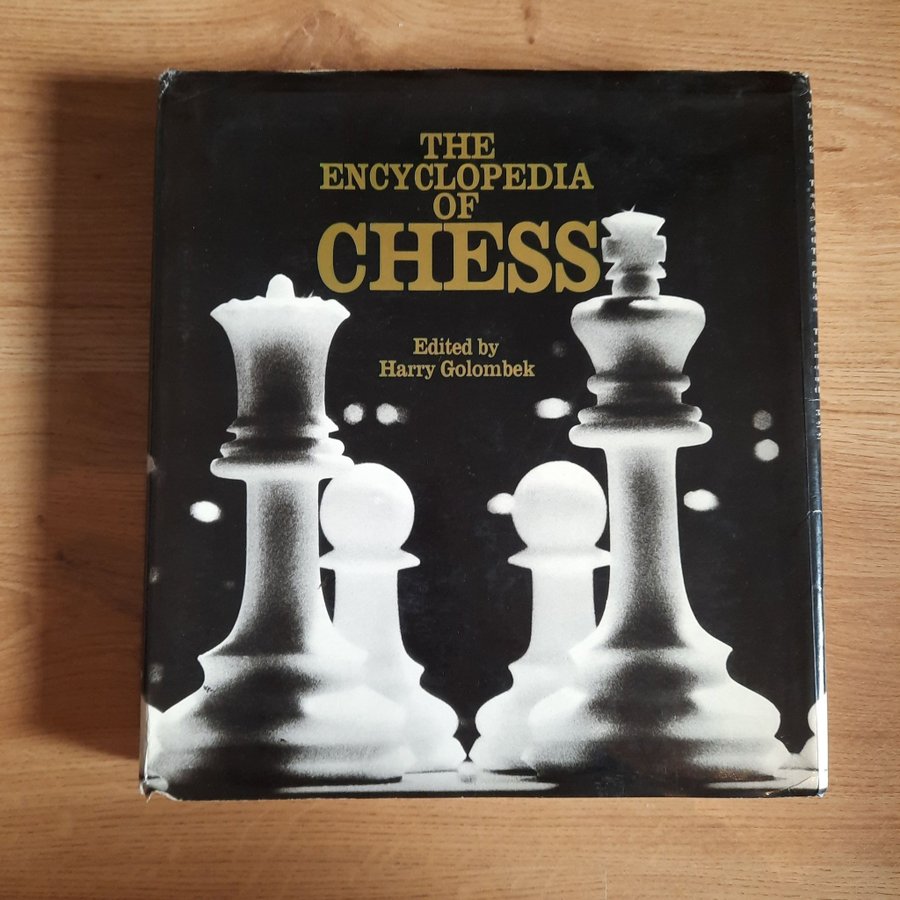 THE
ENCYCLOPEDIA
OF
CHESS
Edited by
Harry Golombek